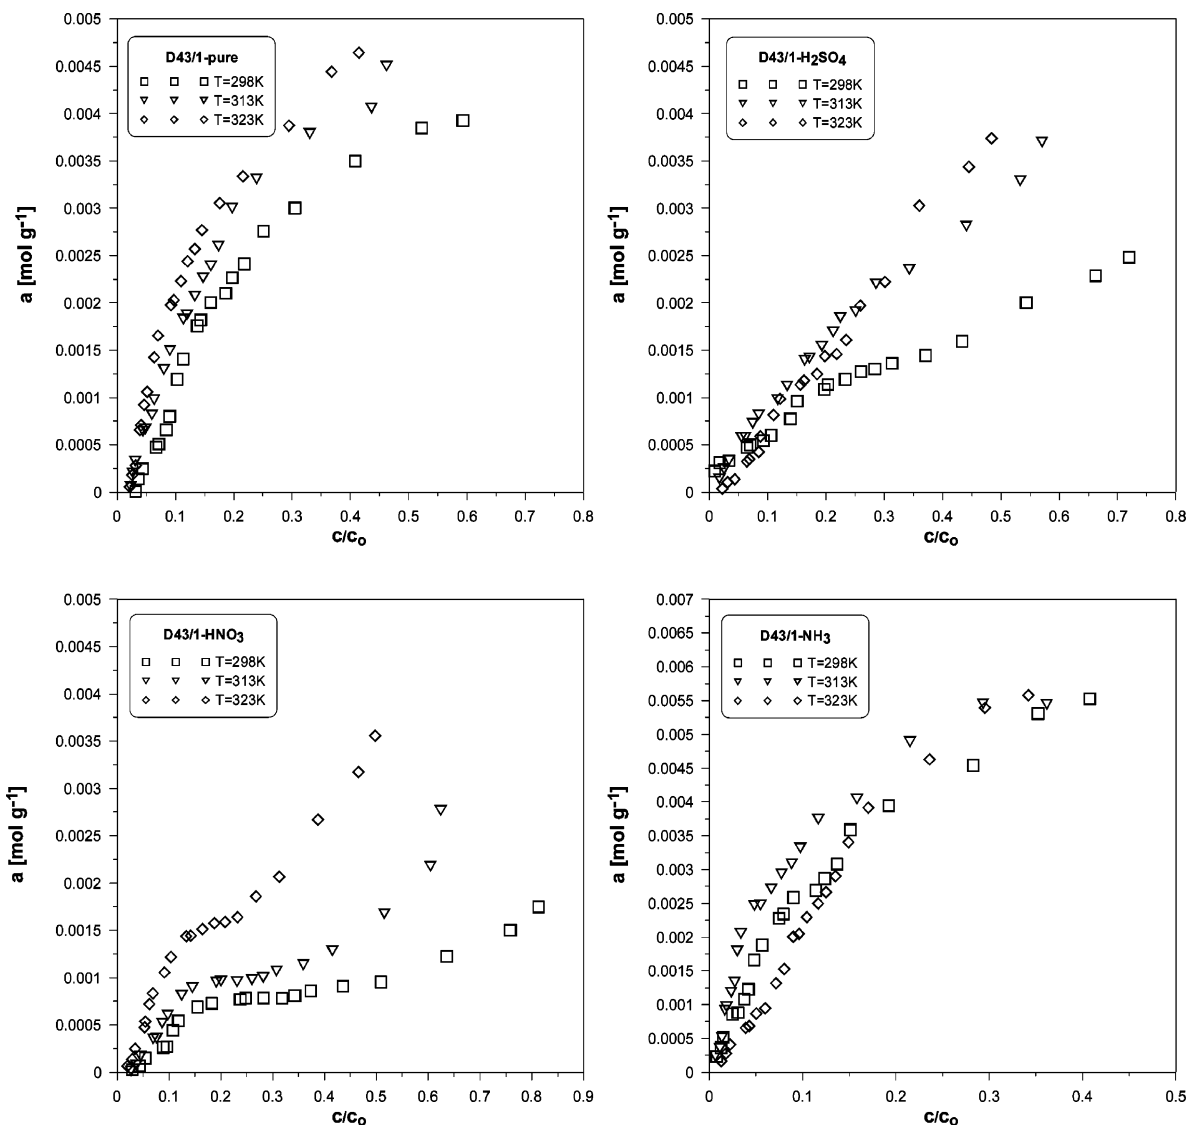 0.005
0.0045
0.004
0.0035
0.003
0.0025
0.002
0.0015
0.001
0.0005
0
a [mol g⁻¹]
D43/1-pure
T=298K
T=313K
T=323K
0 0.1 0.2 0.3 0.4 0.5 0.6 0.7 0.8
c/c₀
0.005
0.0045
0.004
0.0035
0.003
0.0025
0.002
0.0015
0.001
0.0005
0
a [mol g⁻¹]
D43/1-H₂SO₄
T=298K
T=313K
T=323K
0 0.1 0.2 0.3 0.4 0.5 0.6 0.7 0.8
c/c₀
0.005
0.0045
0.004
0.0035
0.003
0.0025
0.002
0.0015
0.001
0.0005
0
a [mol g⁻¹]
D43/1-HNO₃
T=298K
T=313K
T=323K
0 0.1 0.2 0.3 0.4 0.5 0.6 0.7 0.8 0.9
c/c₀
0.007
0.0065
0.006
0.0055
0.005
0.0045
0.004
0.0035
0.003
0.0025
0.002
0.0015
0.001
0.0005
0
a [mol g⁻¹]
D43/1-NH₃
T=298K
T=313K
T=323K
0 0.1 0.2 0.3 0.4 0.5
c/c₀